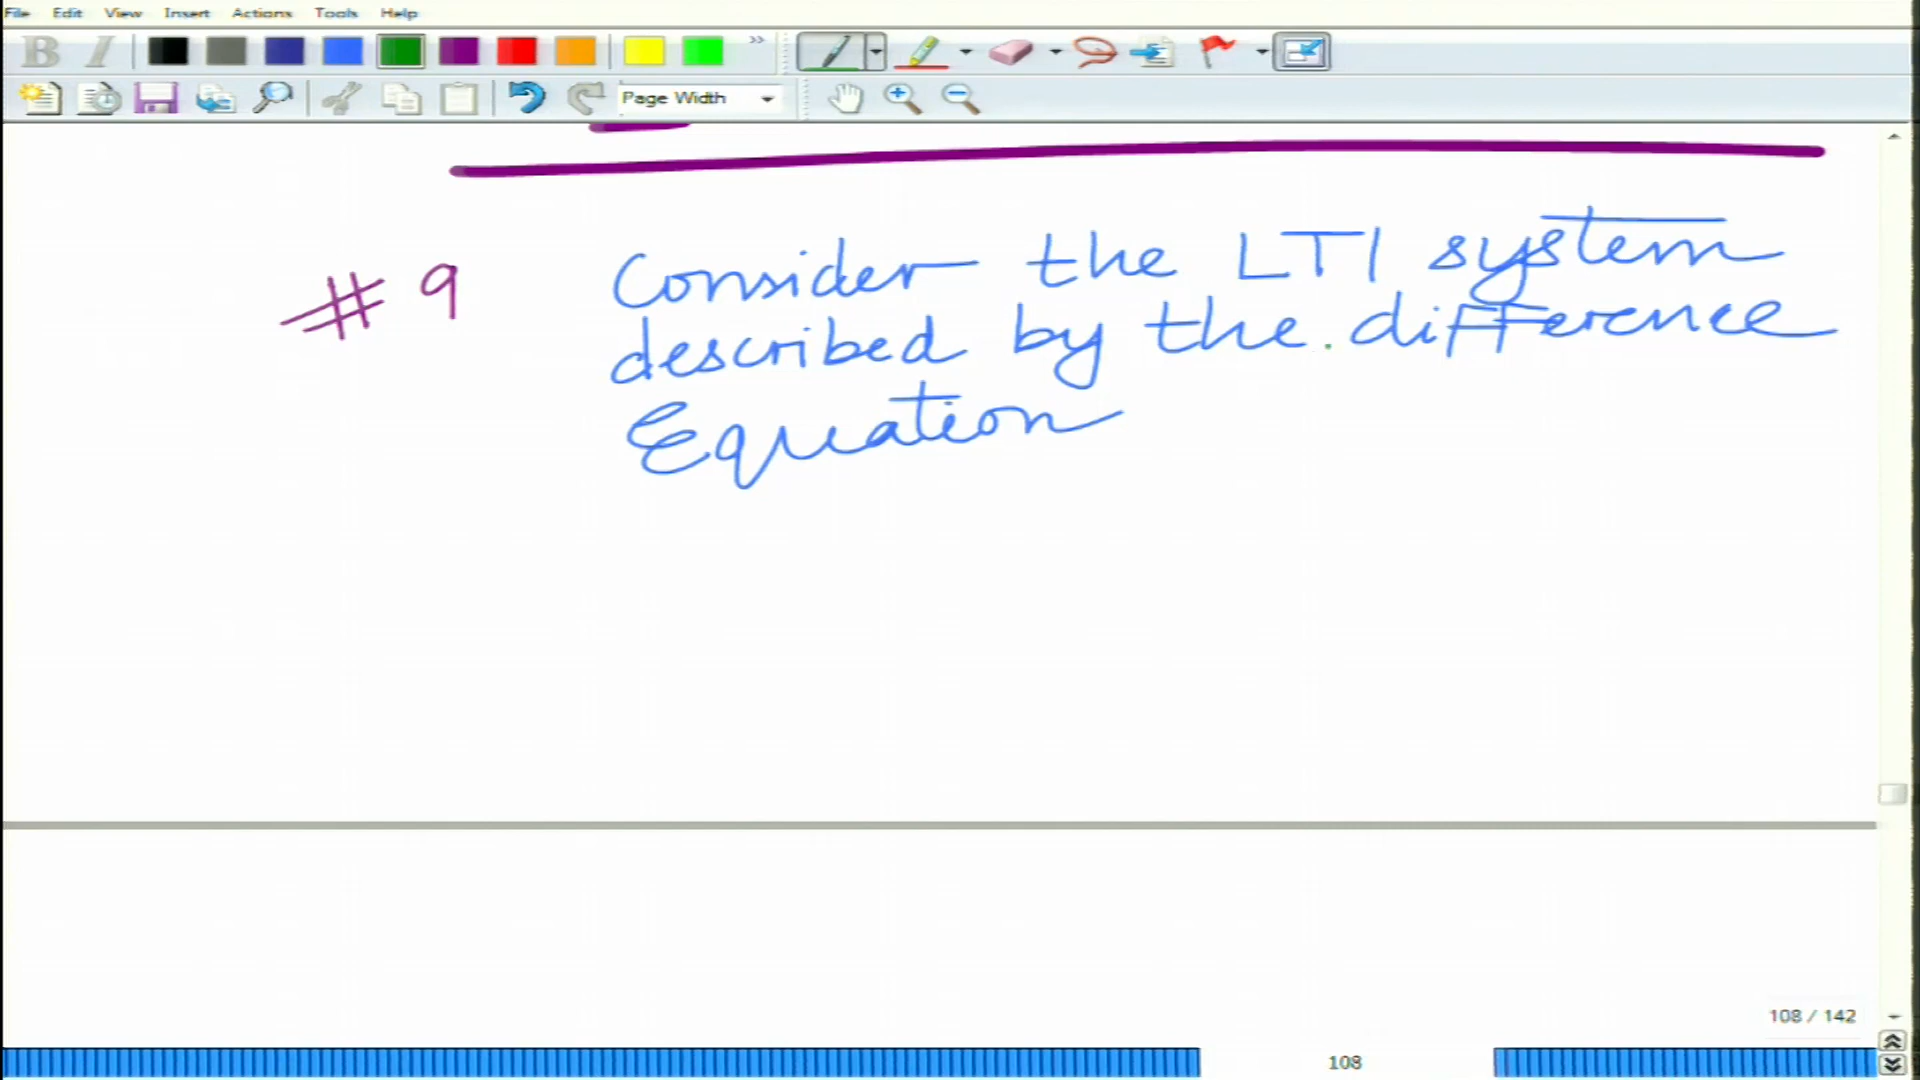 File Edit View Insert Actions Tools Help
B I
Page Width
# 9 Consider the LTI system
described by the difference
Equation
108 / 142
108